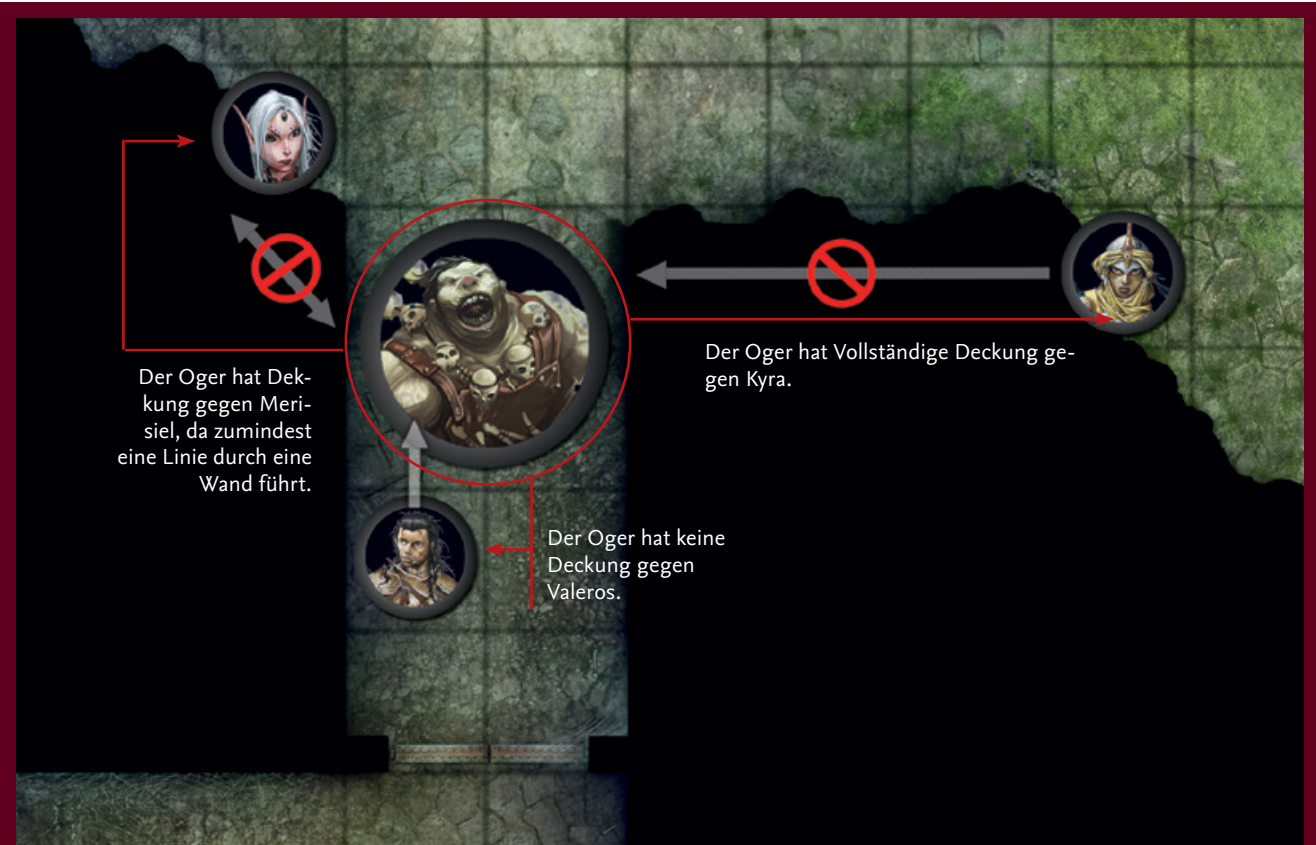 Der Oger hat Dek-
kung gegen Meri-
siel, da zumindest
eine Linie durch eine
Wand führt.
Der Oger hat Vollständige Deckung ge-
gen Kyra.
Der Oger hat keine
Deckung gegen
Valeros.